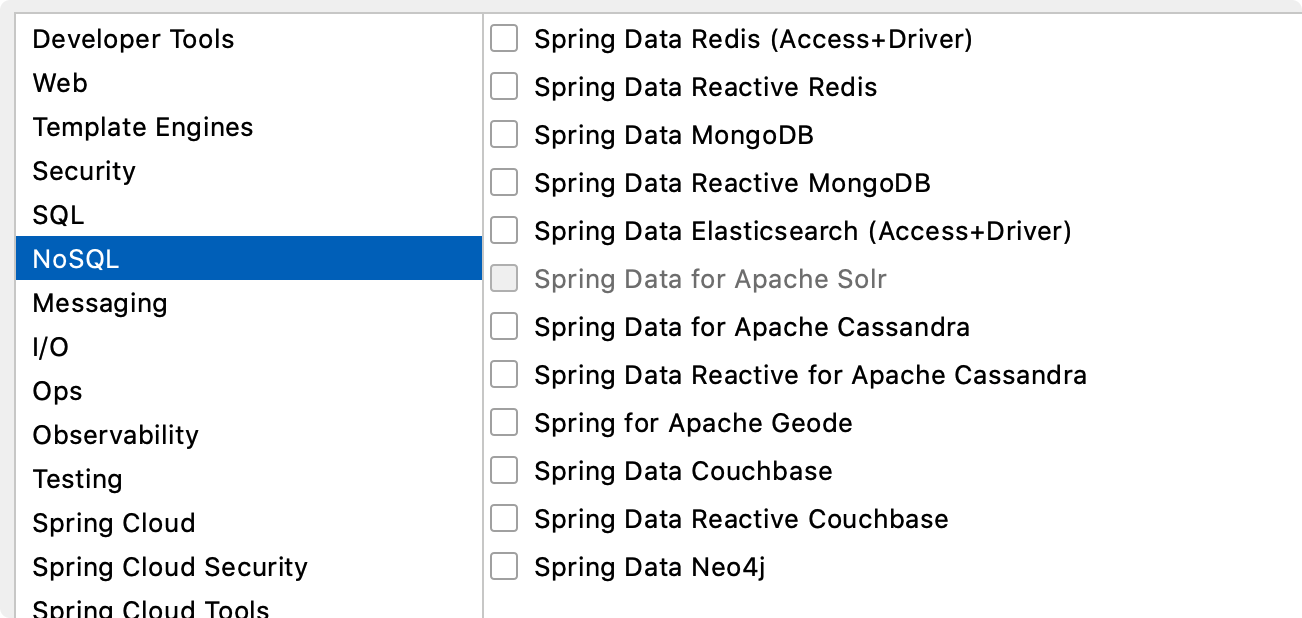 Developer Tools
Web
Template Engines
Security
SQL
NoSQL
Messaging
I/O
Ops
Observability
Testing
Spring Cloud
Spring Cloud Security
Spring Cloud Tools
Spring Data Redis (Access+Driver)
Spring Data Reactive Redis
Spring Data MongoDB
Spring Data Reactive MongoDB
Spring Data Elasticsearch (Access+Driver)
Spring Data for Apache Solr
Spring Data for Apache Cassandra
Spring Data Reactive for Apache Cassandra
Spring for Apache Geode
Spring Data Couchbase
Spring Data Reactive Couchbase
Spring Data Neo4j